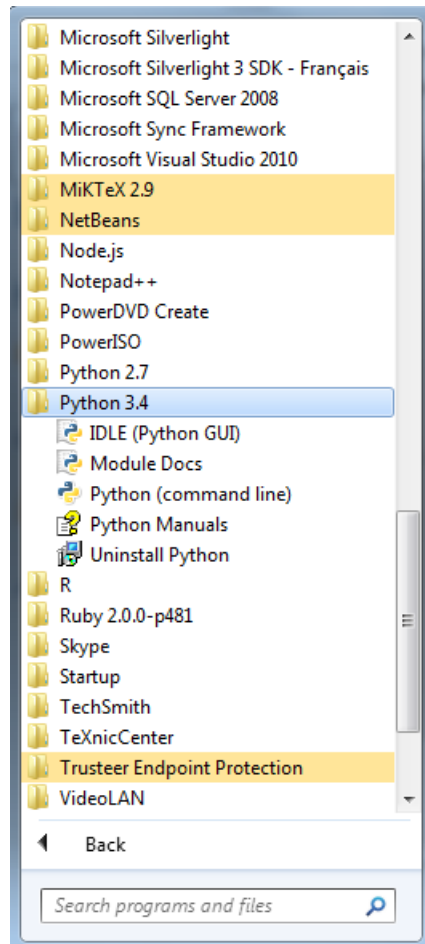 Microsoft Silverlight
Microsoft Silverlight 3 SDK - Français
Microsoft SQL Server 2008
Microsoft Sync Framework
Microsoft Visual Studio 2010
MiKTeX 2.9
NetBeans
Node.js
Notepad++
PowerDVD Create
PowerISO
Python 2.7
Python 3.4
IDLE (Python GUI)
Module Docs
Python (command line)
Python Manuals
Uninstall Python
R
Ruby 2.0.0-p481
Skype
Startup
TechSmith
TeXnicCenter
Trusteer Endpoint Protection
VideoLAN
Back
Search programs and files